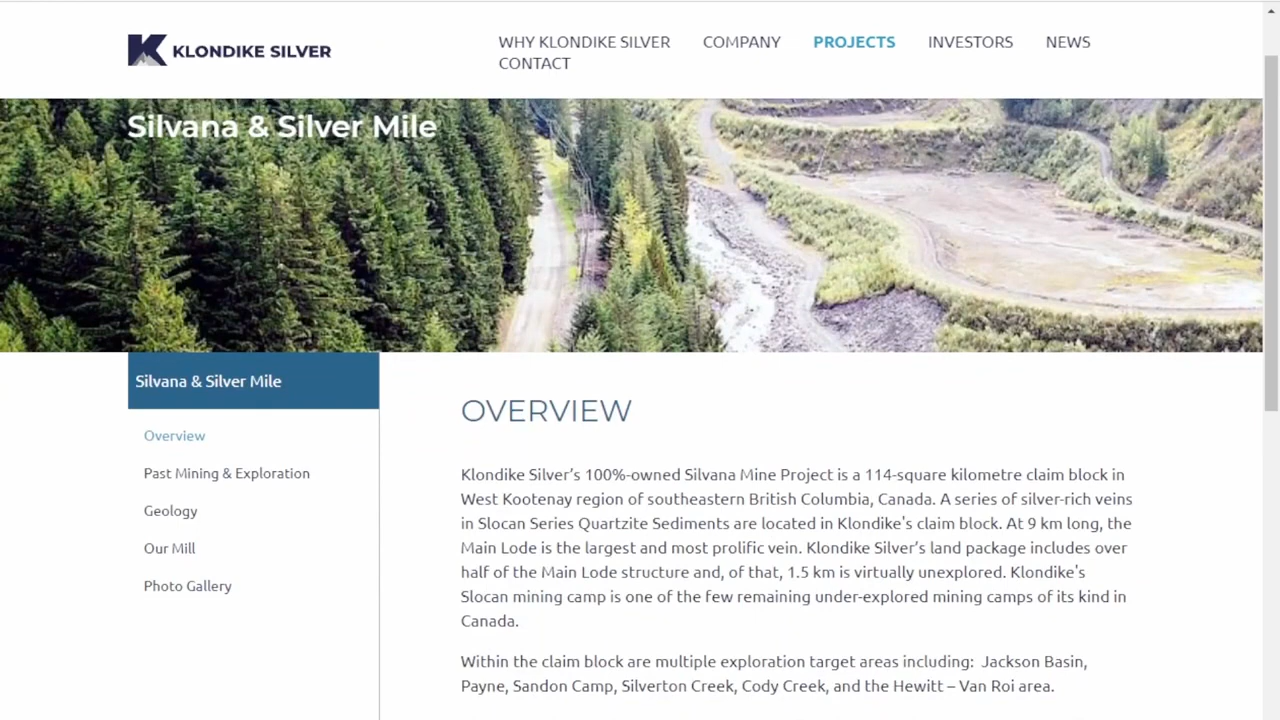 KLONDIKE SILVER
WHY KLONDIKE SILVER COMPANY PROJECTS INVESTORS NEWS
CONTACT
Silvana & Silver Mile
Silvana & Silver Mile
Overview
Past Mining & Exploration
Geology
Our Mill
Photo Gallery
OVERVIEW
Klondike Silver’s 100%-owned Silvana Mine Project is a 114-square kilometre claim block in
West Kootenay region of southeastern British Columbia, Canada. A series of silver-rich veins
in Slocan Series Quartzite Sediments are located in Klondike's claim block. At 9 km long, the
Main Lode is the largest and most prolific vein. Klondike Silver’s land package includes over
half of the Main Lode structure and, of that, 1.5 km is virtually unexplored. Klondike's
Slocan mining camp is one of the few remaining under-explored mining camps of its kind in
Canada.
Within the claim block are multiple exploration target areas including:  Jackson Basin,
Payne, Sandon Camp, Silverton Creek, Cody Creek, and the Hewitt – Van Roi area.